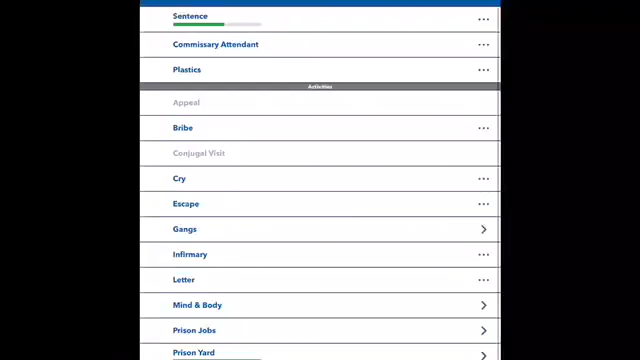 Sentence
Commissary Attendant
Plastics
Activities
Appeal
Bribe
Conjugal Visit
Cry
Escape
Gangs
Infirmary
Letter
Mind & Body
Prison Jobs
Prison Yard